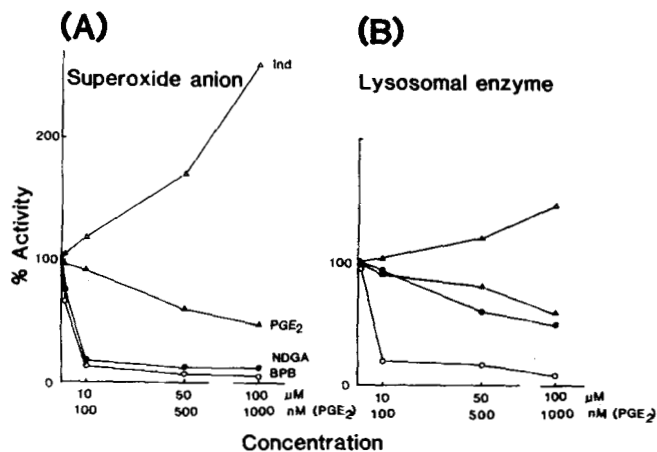 (A)
(B)
Superoxide anion
Ind
Lysosomal enzyme
200
100
0
% Activity
PGE2
NDGA
BPB
100
0
10 50 100 μM
100 500 1000 nM (PGE2)
10 50 100 μM
100 500 1000 nM (PGE2)
Concentration